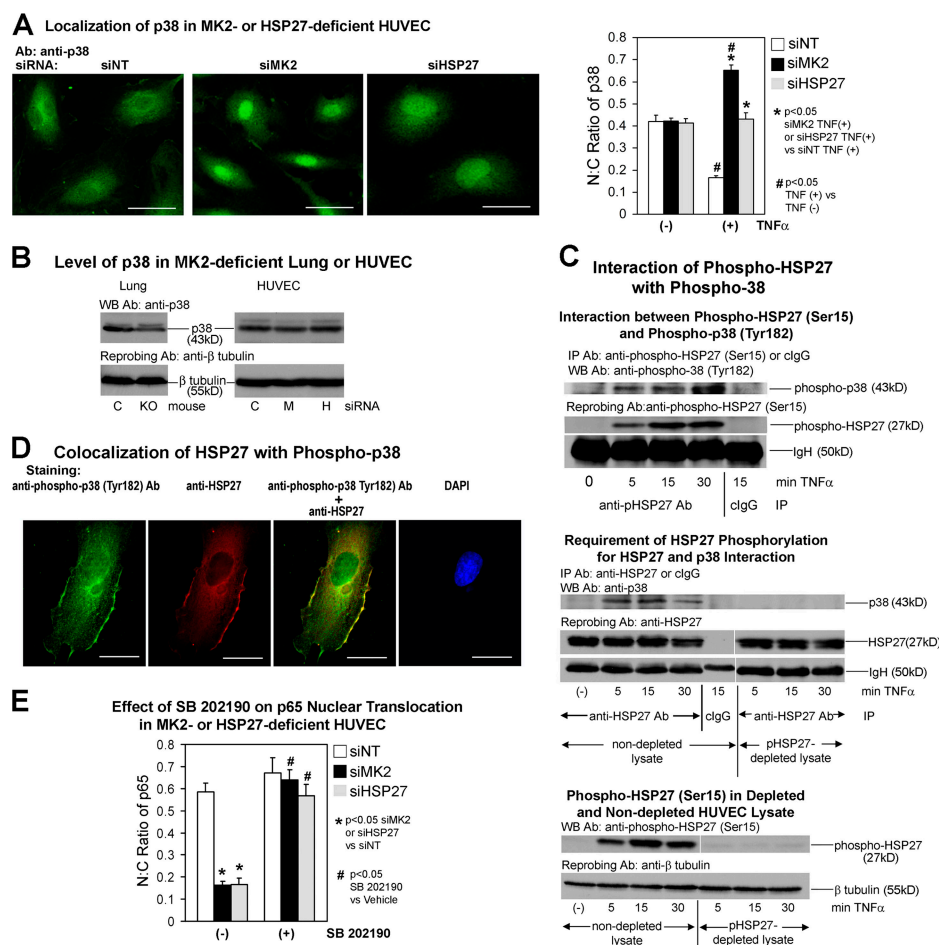 A Localization of p38 in MK2- or HSP27-deficient HUVEC
Ab: anti-p38
siRNA: siNT siMK2 siHSP27
N:C Ratio of p38
0.8
0.7
0.6
0.5
0.4
0.3
0.2
0.1
0
# * * #
(-) (+) TNFα
siNT
siMK2
siHSP27
* p<0.05
siMK2 TNF(+)
or siHSP27 TNF(+)
vs siNT TNF (+)
# p<0.05
TNF (+) vs
TNF (-)
B Level of p38 in MK2-deficient Lung or HUVEC
Lung HUVEC
WB Ab: anti-p38
p38
(43kD)
Reprobing Ab: anti-β tubulin
β tubulin
(55kD)
C KO mouse C M H siRNA
C Interaction of Phospho-HSP27
with Phospho-38
Interaction between Phospho-HSP27 (Ser15)
and Phospho-p38 (Tyr182)
IP Ab: anti-phospho-HSP27 (Ser15) or cIgG
WB Ab: anti-phospho-38 (Tyr182)
phospho-p38 (43kD)
Reprobing Ab:anti-phospho-HSP27 (Ser15)
phospho-HSP27 (27kD)
IgH (50kD)
0 5 15 30 15 min TNFα
anti-pHSP27 Ab cIgG IP
Requirement of HSP27 Phosphorylation
for HSP27 and p38 Interaction
IP Ab: anti-HSP27 or cIgG
WB Ab: anti-p38
p38 (43kD)
Reprobing Ab: anti-HSP27
HSP27(27kD)
IgH (50kD)
(-) 5 15 30 15 5 15 30 min TNFα
anti-HSP27 Ab cIgG anti-HSP27 Ab IP
non-depleted
lysate
pHSP27-
depleted lysate
Phospho-HSP27 (Ser15) in Depleted
and Non-depleted HUVEC Lysate
WB Ab: anti-phospho-HSP27 (Ser15)
phospho-HSP27
(27kD)
Reprobing Ab: anti-β tubulin
β tubulin (55kD)
(-) 5 15 30 5 15 30 min TNFα
non-depleted
lysate
pHSP27-
depleted lysate
D Colocalization of HSP27 with Phospho-p38
Staining:
anti-phospho-p38 (Tyr182) Ab anti-HSP27 anti-phospho-p38 Tyr182) Ab DAPI
+
anti-HSP27
E Effect of SB 202190 on p65 Nuclear Translocation
in MK2- or HSP27-deficient HUVEC
N:C Ratio of p65
0.8
0.7
0.6
0.5
0.4
0.3
0.2
0.1
0
* * # #
(-) (+) SB 202190
siNT
siMK2
siHSP27
* p<0.05 siMK2
or siHSP27
vs siNT
# p<0.05
SB 202190
vs Vehicle